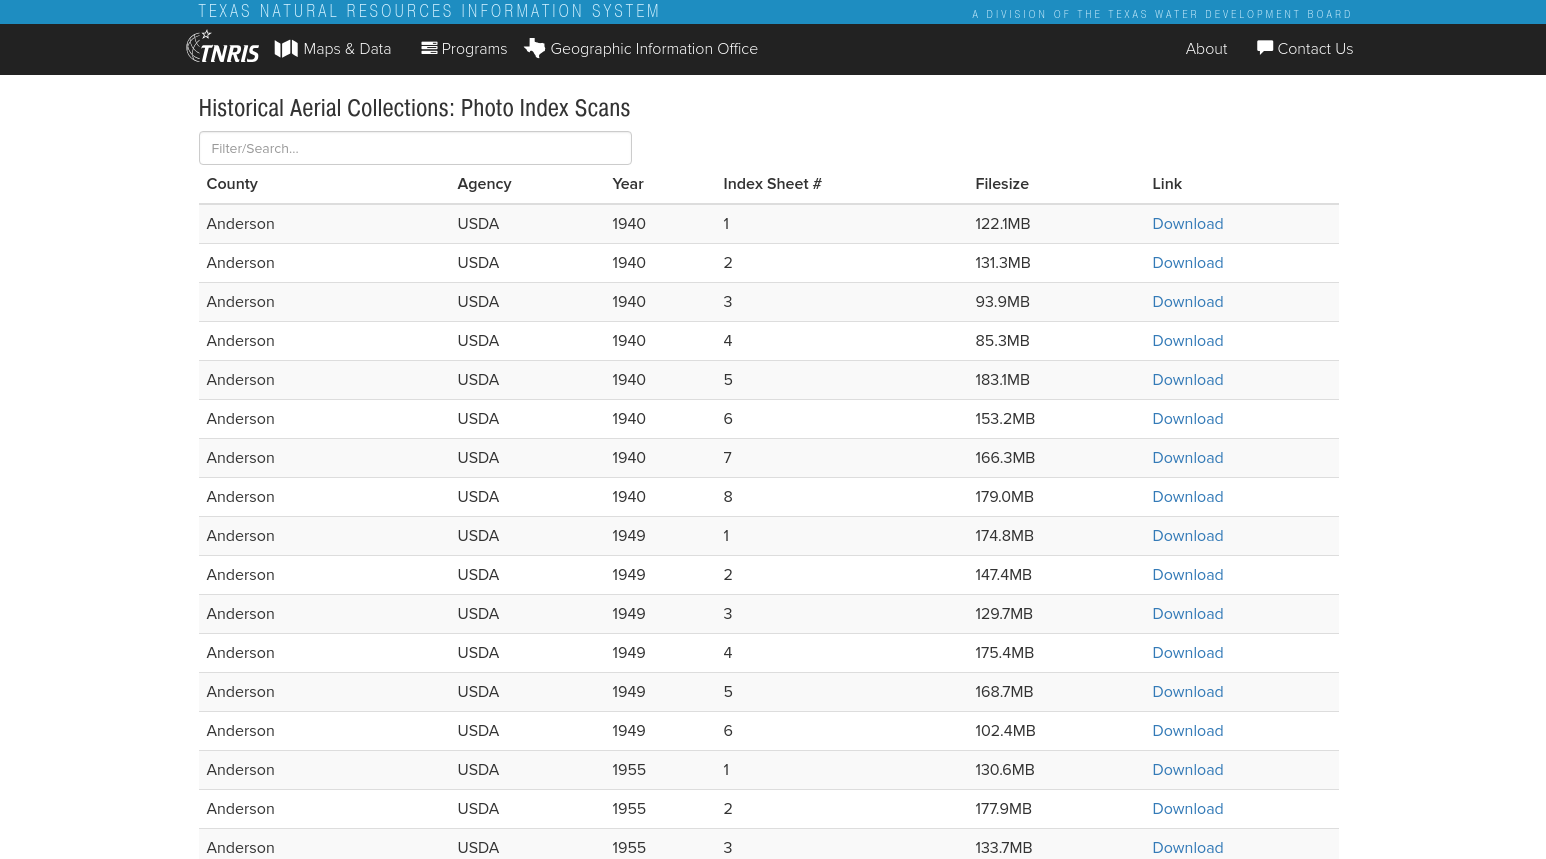 TEXAS NATURAL RESOURCES INFORMATION SYSTEM A DIVISION OF THE TEXAS WATER DEVELOPMENT BOARD
TNRIS Maps & Data Programs Geographic Information Office About Contact Us
Historical Aerial Collections: Photo Index Scans
Filter/Search...
County Agency Year Index Sheet # Filesize Link
Anderson USDA 1940 1 122.1MB Download
Anderson USDA 1940 2 131.3MB Download
Anderson USDA 1940 3 93.9MB Download
Anderson USDA 1940 4 85.3MB Download
Anderson USDA 1940 5 183.1MB Download
Anderson USDA 1940 6 153.2MB Download
Anderson USDA 1940 7 166.3MB Download
Anderson USDA 1940 8 179.0MB Download
Anderson USDA 1949 1 174.8MB Download
Anderson USDA 1949 2 147.4MB Download
Anderson USDA 1949 3 129.7MB Download
Anderson USDA 1949 4 175.4MB Download
Anderson USDA 1949 5 168.7MB Download
Anderson USDA 1949 6 102.4MB Download
Anderson USDA 1955 1 130.6MB Download
Anderson USDA 1955 2 177.9MB Download
Anderson USDA 1955 3 133.7MB Download